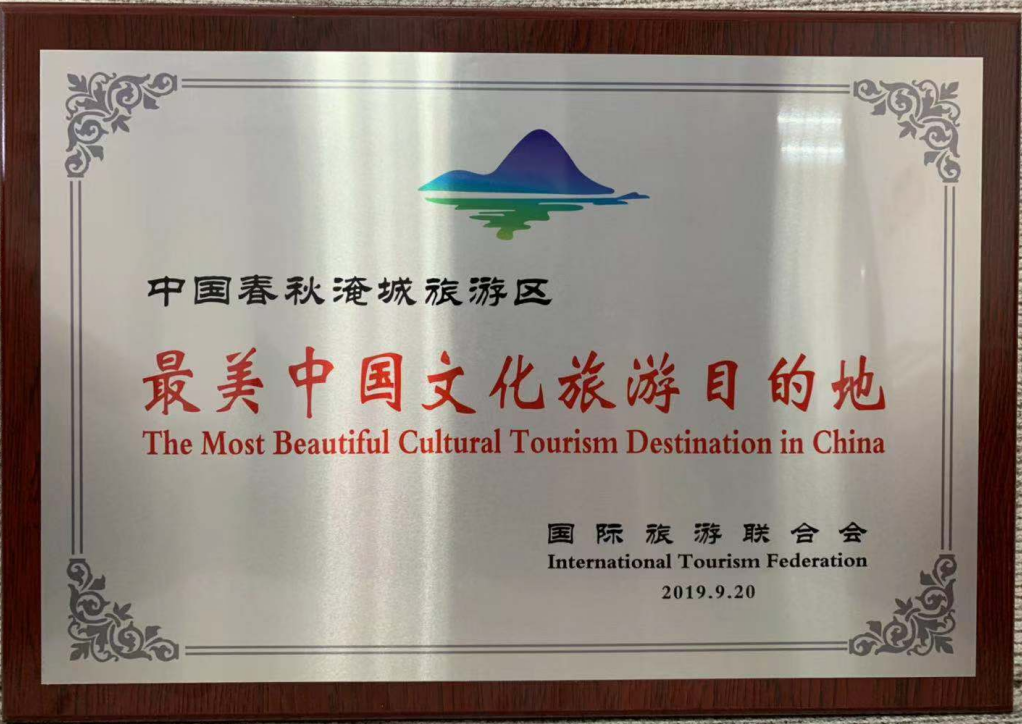 中国春秋淹城旅游区
最美中国文化旅游目的地
The Most Beautiful Cultural Tourism Destination in China
国际旅游联合会
International Tourism Federation
2019.9.20